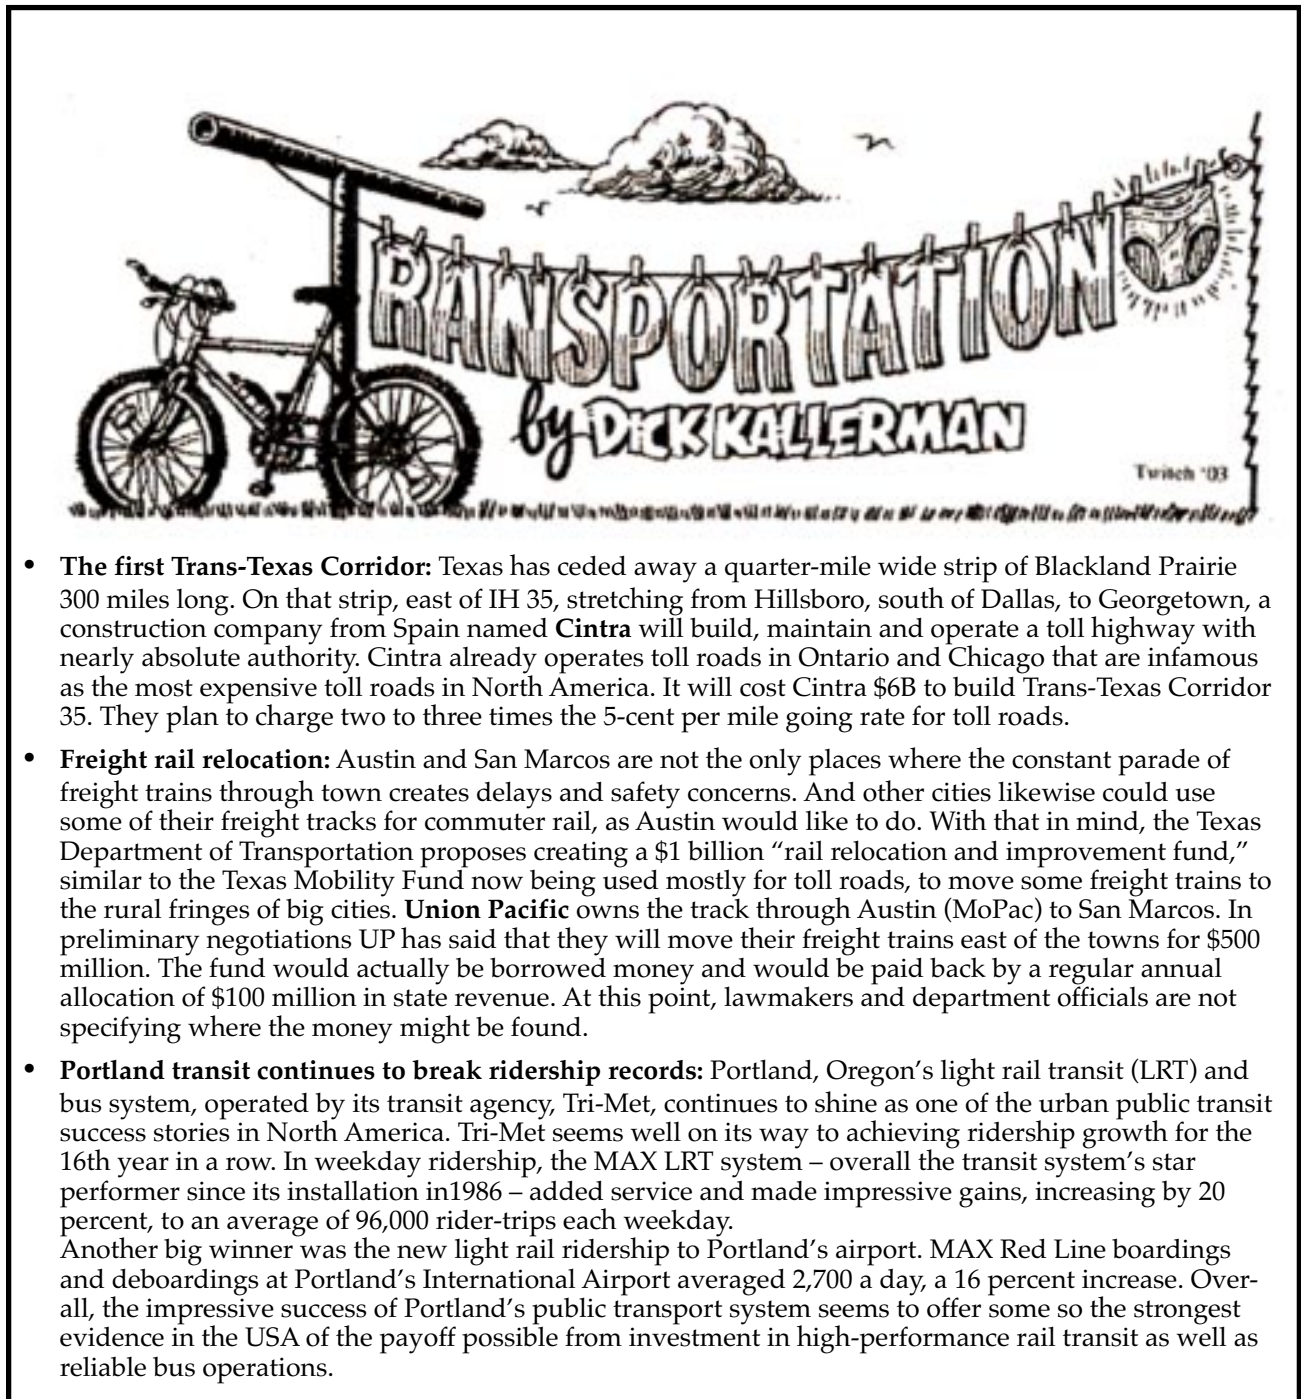 TRANSPORTATION
by DICK KALLERMAN
Twitch '03
• The first Trans-Texas Corridor: Texas has ceded away a quarter-mile wide strip of Blackland Prairie
300 miles long. On that strip, east of IH 35, stretching from Hillsboro, south of Dallas, to Georgetown, a
construction company from Spain named Cintra will build, maintain and operate a toll highway with
nearly absolute authority. Cintra already operates toll roads in Ontario and Chicago that are infamous
as the most expensive toll roads in North America. It will cost Cintra $6B to build Trans-Texas Corridor
35. They plan to charge two to three times the 5-cent per mile going rate for toll roads.
• Freight rail relocation: Austin and San Marcos are not the only places where the constant parade of
freight trains through town creates delays and safety concerns. And other cities likewise could use
some of their freight tracks for commuter rail, as Austin would like to do. With that in mind, the Texas
Department of Transportation proposes creating a $1 billion “rail relocation and improvement fund,”
similar to the Texas Mobility Fund now being used mostly for toll roads, to move some freight trains to
the rural fringes of big cities. Union Pacific owns the track through Austin (MoPac) to San Marcos. In
preliminary negotiations UP has said that they will move their freight trains east of the towns for $500
million. The fund would actually be borrowed money and would be paid back by a regular annual
allocation of $100 million in state revenue. At this point, lawmakers and department officials are not
specifying where the money might be found.
• Portland transit continues to break ridership records: Portland, Oregon’s light rail transit (LRT) and
bus system, operated by its transit agency, Tri-Met, continues to shine as one of the urban public transit
success stories in North America. Tri-Met seems well on its way to achieving ridership growth for the
16th year in a row. In weekday ridership, the MAX LRT system – overall the transit system’s star
performer since its installation in1986 – added service and made impressive gains, increasing by 20
percent, to an average of 96,000 rider-trips each weekday.
Another big winner was the new light rail ridership to Portland’s airport. MAX Red Line boardings
and deboardings at Portland’s International Airport averaged 2,700 a day, a 16 percent increase. Over-
all, the impressive success of Portland’s public transport system seems to offer some so the strongest
evidence in the USA of the payoff possible from investment in high-performance rail transit as well as
reliable bus operations.